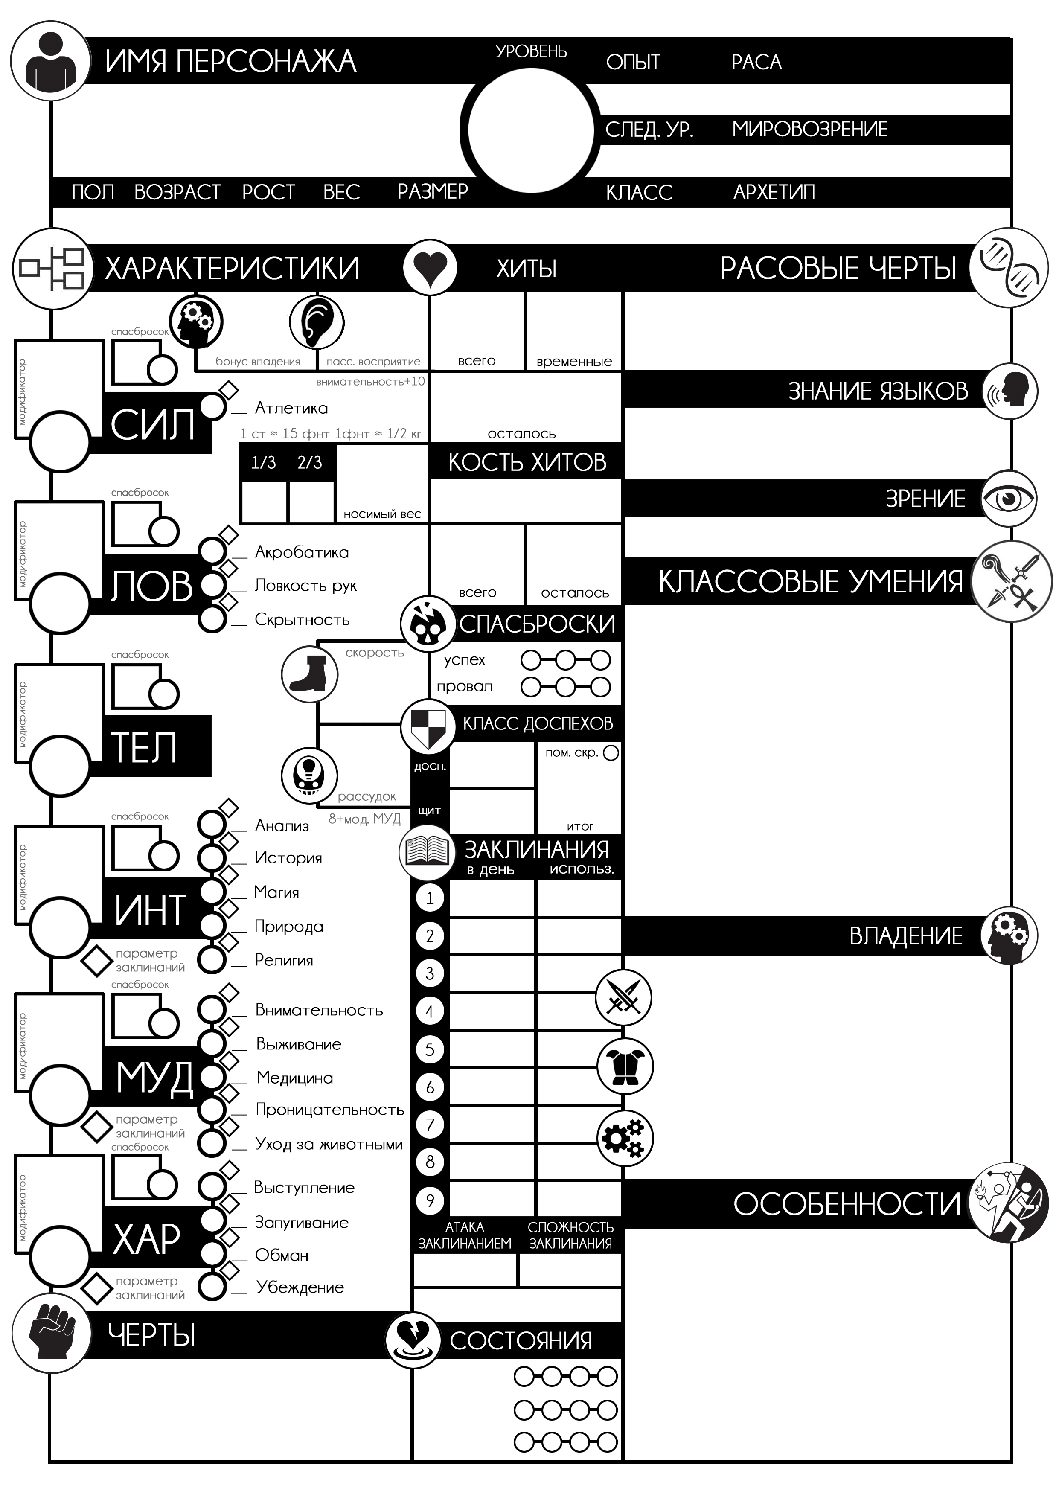 ИМЯ ПЕРСОНАЖА
УРОВЕНЬ
ОПЫТ РАСА
СЛЕД. УР. МИРОВОЗРЕНИЕ
ПОЛ ВОЗРАСТ РОСТ ВЕС РАЗМЕР
КЛАСС АРХЕТИП
ХАРАКТЕРИСТИКИ
ХИТЫ
РАСОВЫЕ ЧЕРТЫ
спасбросок
модификатор
бонус владения
пасс. восприятие
внимательность+10
всего
временные
СИЛ
Атлетика
1 ст = 15 фнт 1фнт ≈ 1/2 кг
1/3 2/3
носимый вес
осталось
КОСТЬ ХИТОВ
ЗНАНИЕ ЯЗЫКОВ
ЗРЕНИЕ
спасбросок
модификатор
ЛОВ
Акробатика
Ловкость рук
Скрытность
всего
осталось
КЛАССОВЫЕ УМЕНИЯ
СПАСБРОСКИ
успех
провал
скорость
спасбросок
модификатор
ТЕЛ
КЛАСС ДОСПЕХОВ
досп.
пом. скр.
щит
итог
рассудок
8+мод. МУД
спасбросок
модификатор
ИНТ
Анализ
История
Магия
Природа
Религия
параметр
заклинаний
ЗАКЛИНАНИЯ
в день использ.
1
2
3
4
5
6
7
8
9
ВЛАДЕНИЕ
спасбросок
модификатор
МУД
Внимательность
Выживание
Медицина
Проницательность
Уход за животными
параметр
заклинаний
спасбросок
модификатор
ХАР
Выступление
Запугивание
Обман
Убеждение
параметр
заклинаний
АТАКА
ЗАКЛИНАНИЕМ
СЛОЖНОСТЬ
ЗАКЛИНАНИЯ
ОСОБЕННОСТИ
ЧЕРТЫ
СОСТОЯНИЯ